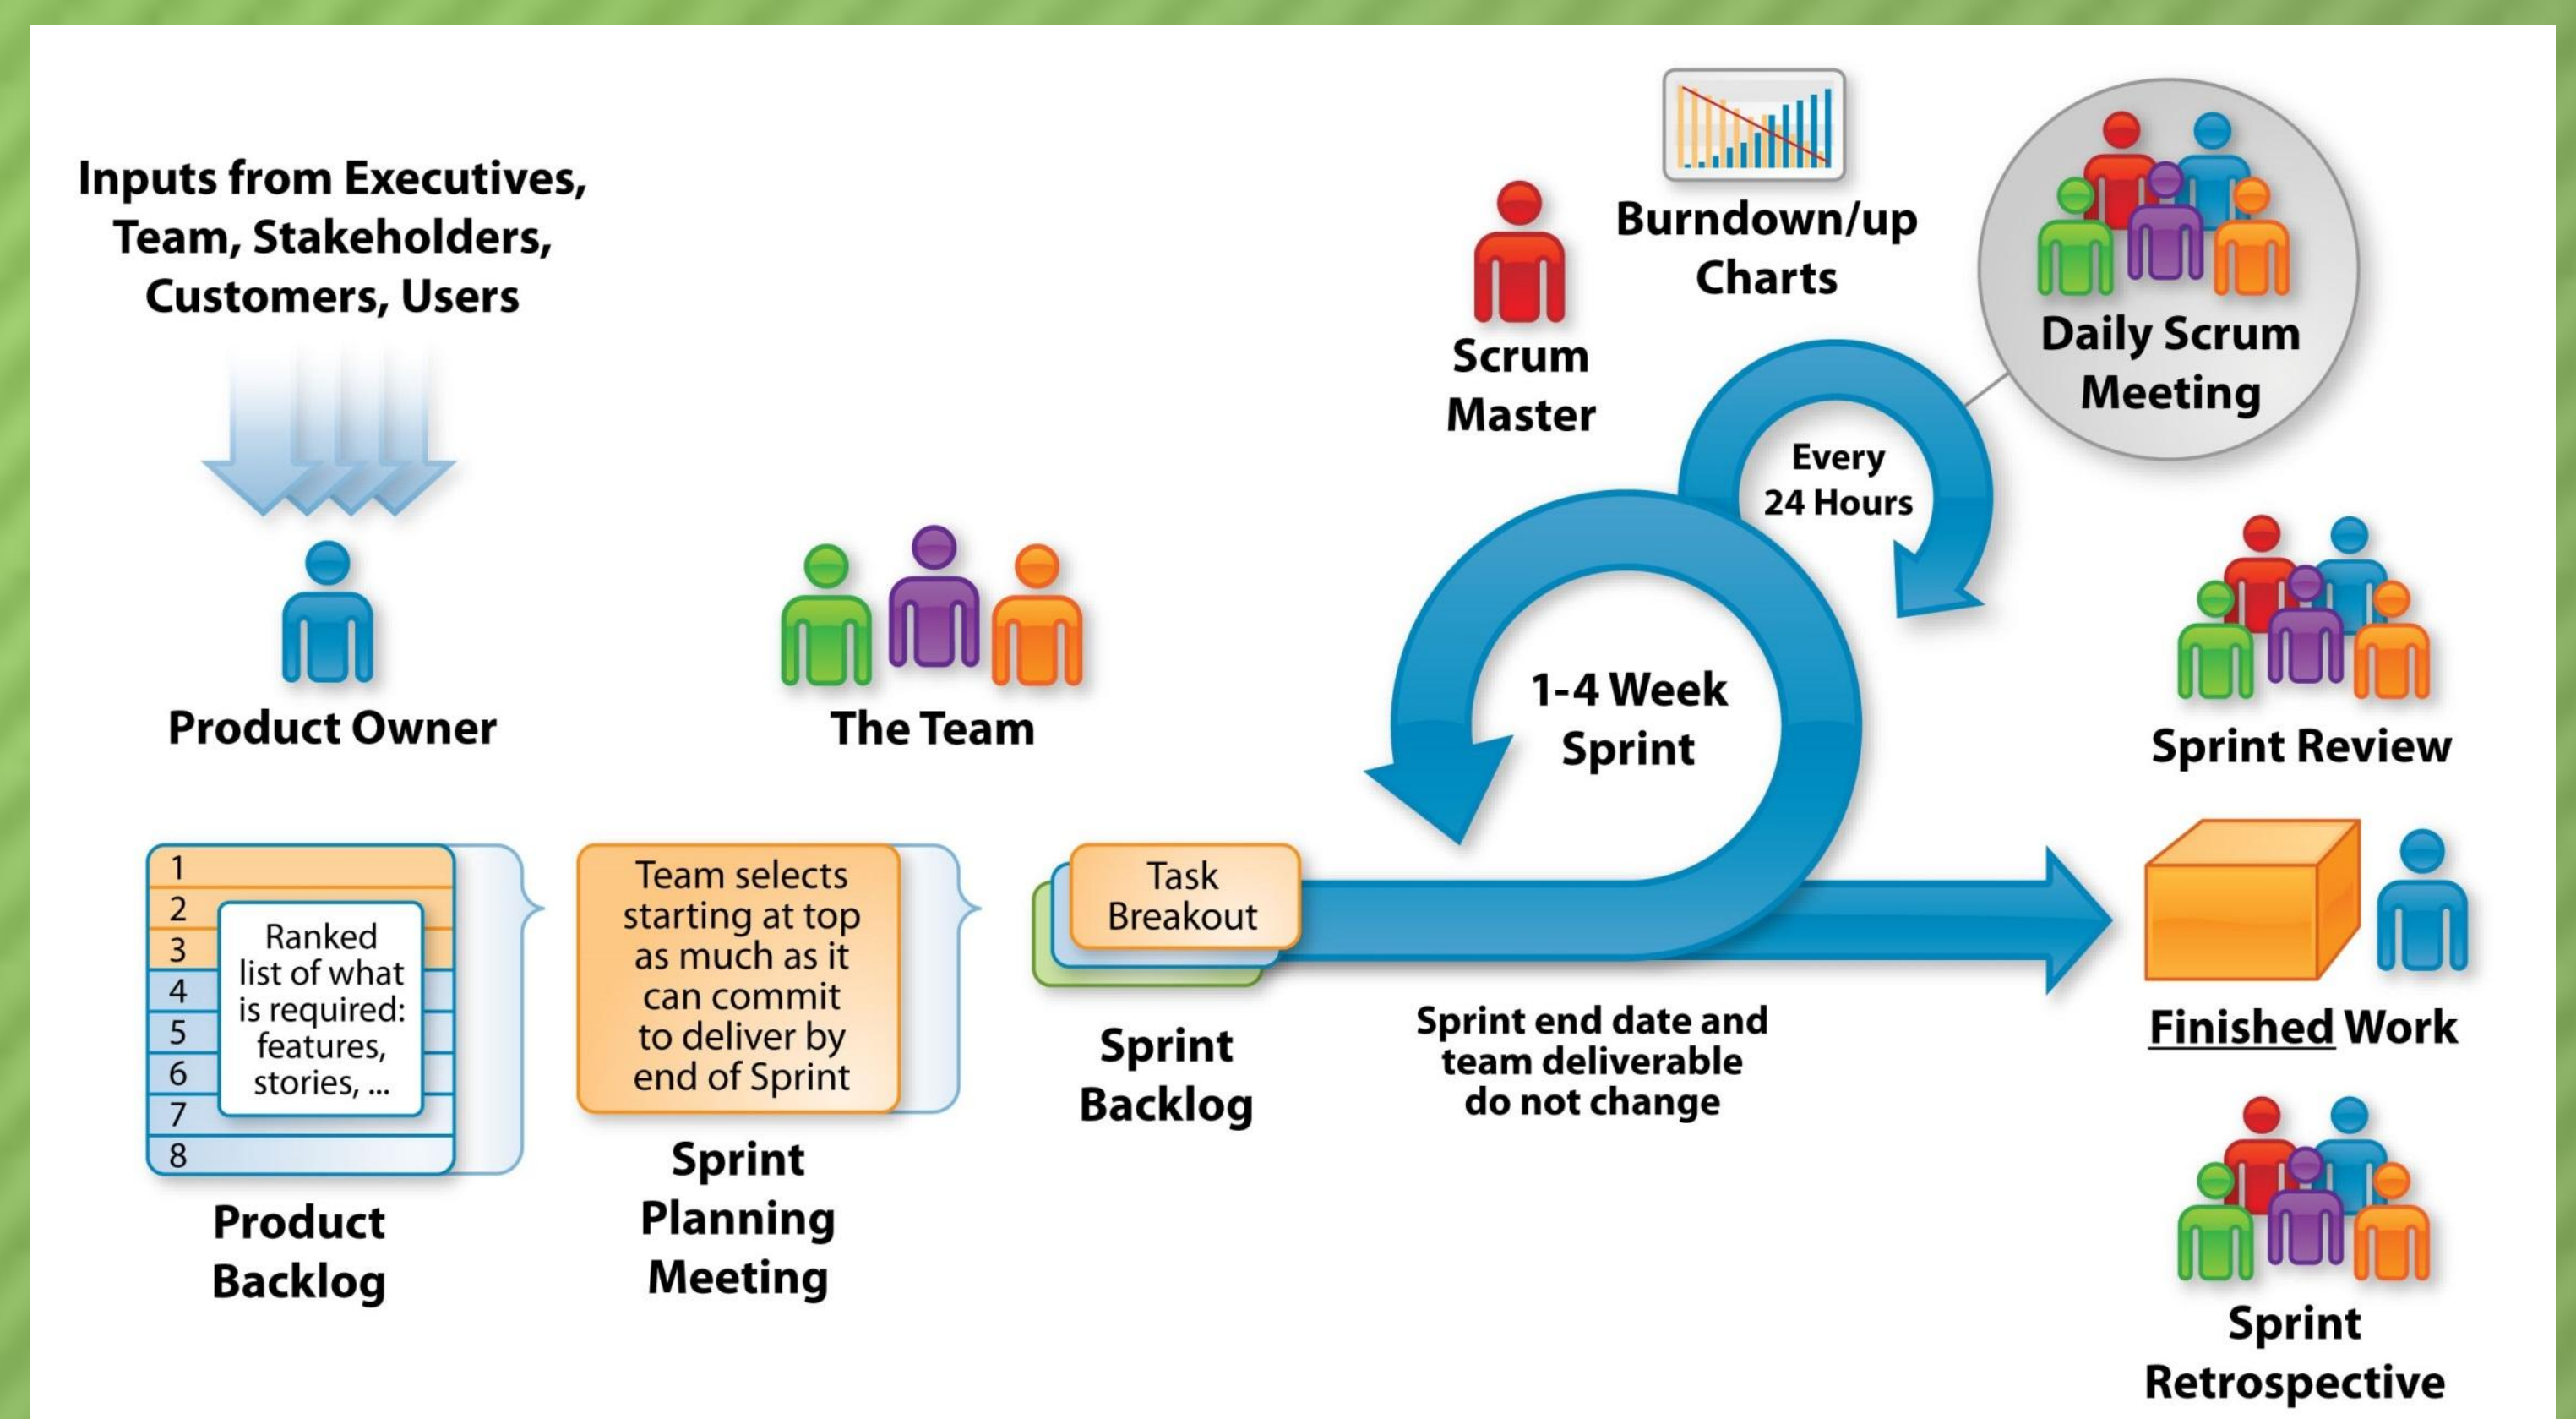 Inputs from Executives,
Team, Stakeholders,
Customers, Users
Product Owner
The Team
Scrum
Master
Burndown/up
Charts
Daily Scrum
Meeting
Every
24 Hours
1-4 Week
Sprint
Sprint Review
1
2
3
4
5
6
7
8
Ranked
list of what
is required:
features,
stories, ...
Product
Backlog
Team selects
starting at top
as much as it
can commit
to deliver by
end of Sprint
Sprint
Planning
Meeting
Task
Breakout
Sprint
Backlog
Sprint end date and
team deliverable
do not change
Finished Work
Sprint
Retrospective